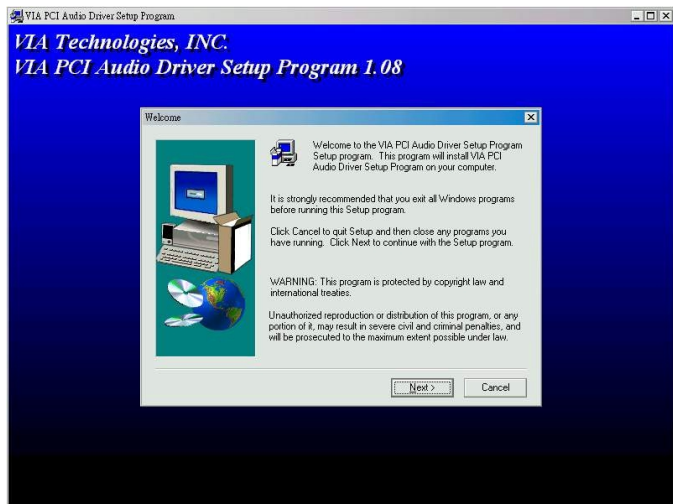 VIA PCI Audio Driver Setup Program
VIA Technologies, INC.
VIA PCI Audio Driver Setup Program 1.08
Welcome
Welcome to the VIA PCI Audio Driver Setup Program
Setup program. This program will install VIA PCI
Audio Driver Setup Program on your computer.
It is strongly recommended that you exit all Windows programs
before running this Setup program.
Click Cancel to quit Setup and then close any programs you
have running. Click Next to continue with the Setup program.
WARNING: This program is protected by copyright law and
international treaties.
Unauthorized reproduction or distribution of this program, or any
portion of it, may result in severe civil and criminal penalties, and
will be prosecuted to the maximum extent possible under law.
Next >
Cancel